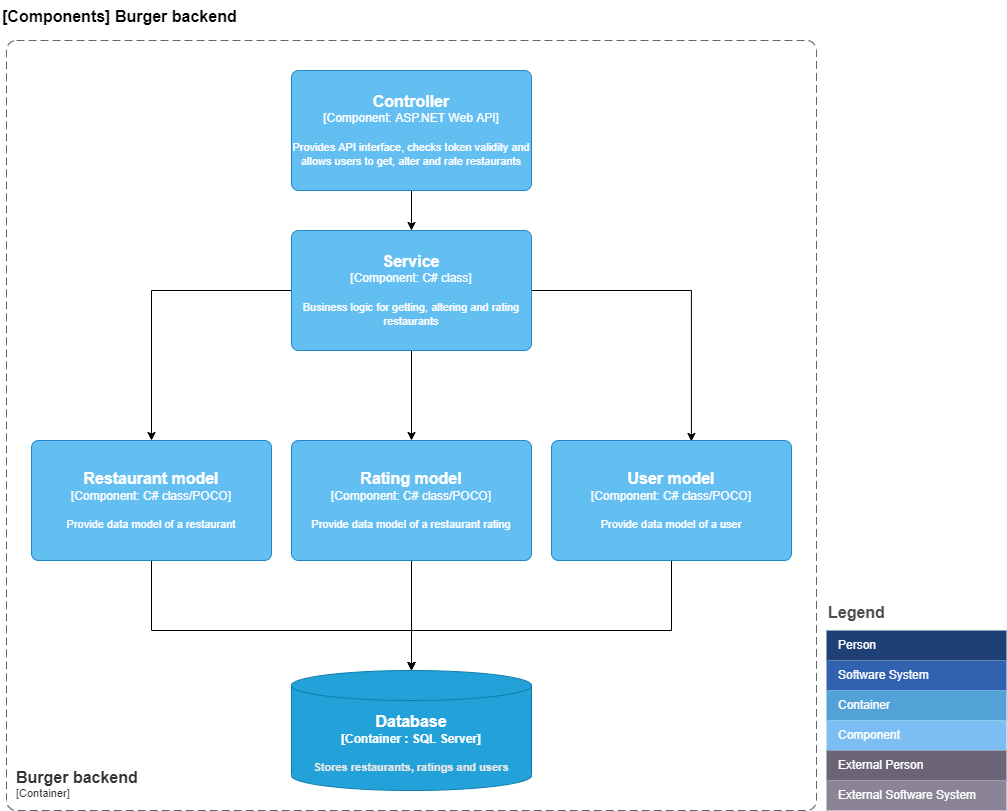 [Components] Burger backend
Controller
[Component: ASP.NET Web API]
Provides API interface, checks token validity and
allows users to get, alter and rate restaurants
Service
[Component: C# class]
Business logic for getting, altering and rating
restaurants
Restaurant model
[Component: C# class/POCO]
Provide data model of a restaurant
Rating model
[Component: C# class/POCO]
Provide data model of a restaurant rating
User model
[Component: C# class/POCO]
Provide data model of a user
Database
[Container : SQL Server]
Stores restaurants, ratings and users
Burger backend
[Container]
Legend
Person
Software System
Container
Component
External Person
External Software System